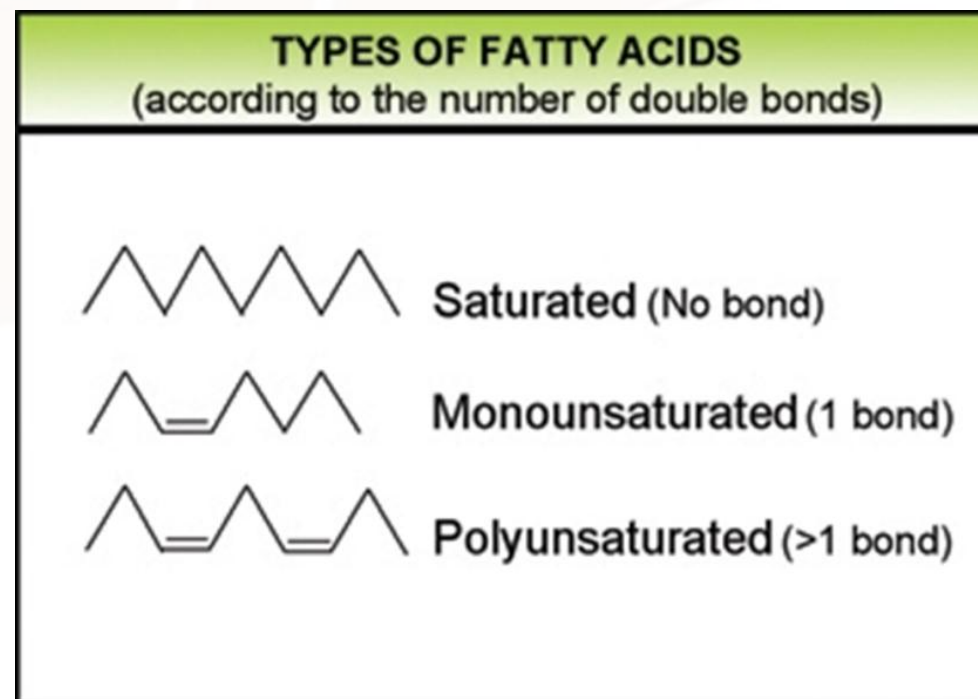 TYPES OF FATTY ACIDS
(according to the number of double bonds)
Saturated (No bond)
Monounsaturated (1 bond)
Polyunsaturated (>1 bond)